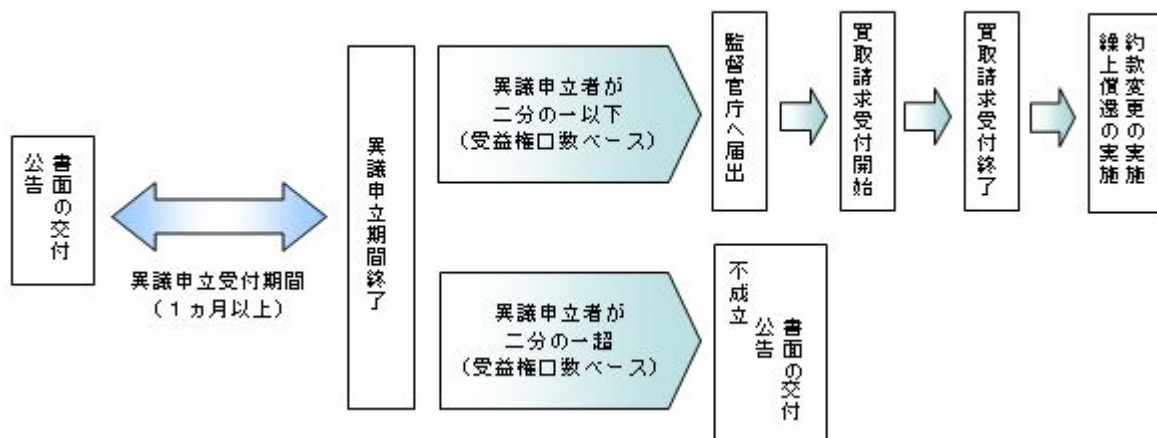 書面の交付
公告
異議申立受付期間
（１ヵ月以上）
異議申立期間終了
異議申立者が
二分の一以下
（受益権口数ベース）
監督官庁へ届出
買取請求受付開始
買取請求受付終了
約款変更の実施
繰上償還の実施
異議申立者が
二分の一超
（受益権口数ベース）
不成立
書面の交付
公告